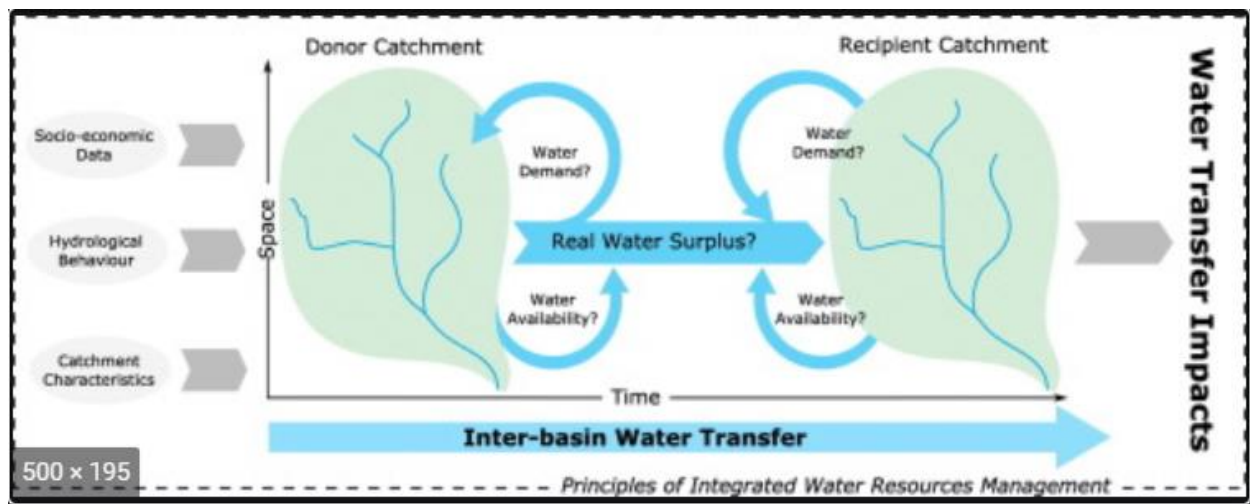 Donor Catchment
Recipient Catchment
Socio-economic
Data
Hydrological
Behaviour
Catchment
Characteristics
Space
Water
Demand?
Real Water Surplus?
Water
Availability?
Water
Demand?
Water
Availability?
Time
Inter-basin Water Transfer
Water Transfer Impacts
500 × 195
Principles of Integrated Water Resources Management